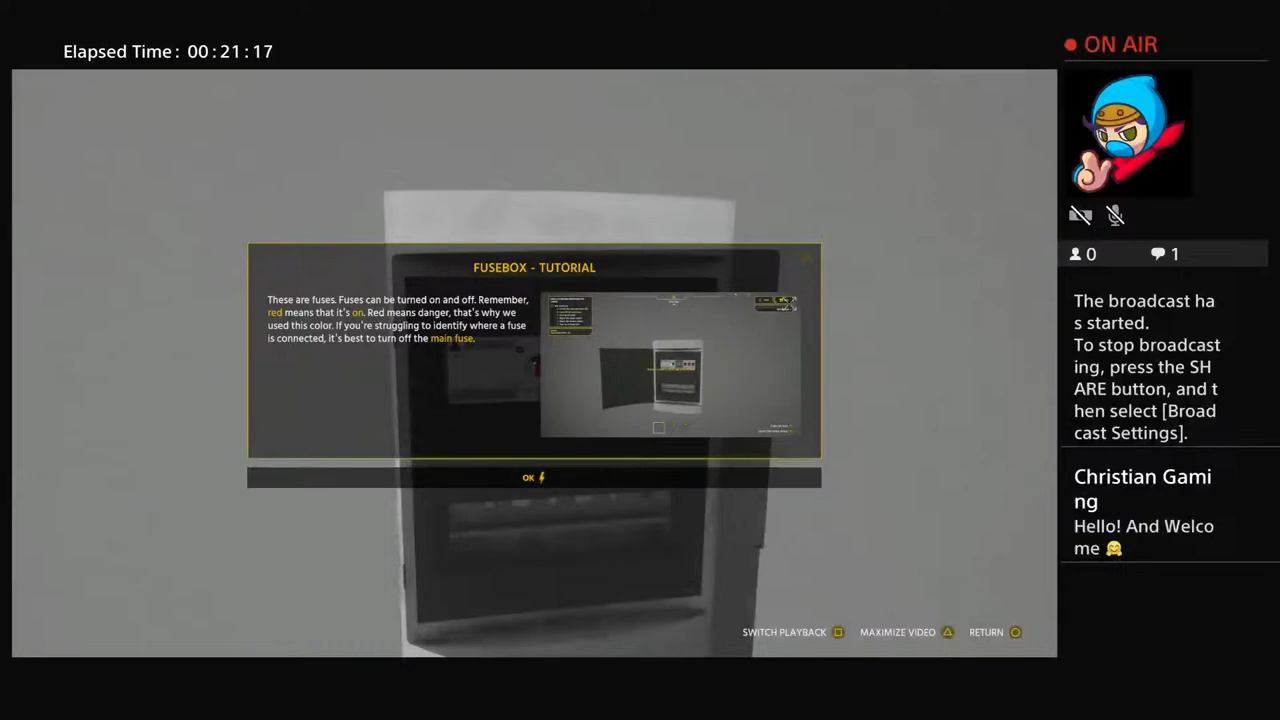 Elapsed Time: 00:21:17
ON AIR
FUSEBOX - TUTORIAL
These are fuses. Fuses can be turned on and off. Remember,
red means that it's on. Red means danger, that's why we
used this color. If you're struggling to identify where a fuse
is connected, it's best to turn off the main fuse.
OK
SWITCH PLAYBACK
MAXIMIZE VIDEO
RETURN
0
1
The broadcast ha
s started.
To stop broadcast
ing, press the SH
ARE button, and t
hen select [Broad
cast Settings].
Christian Gami
ng
Hello! And Welco
me 🤗